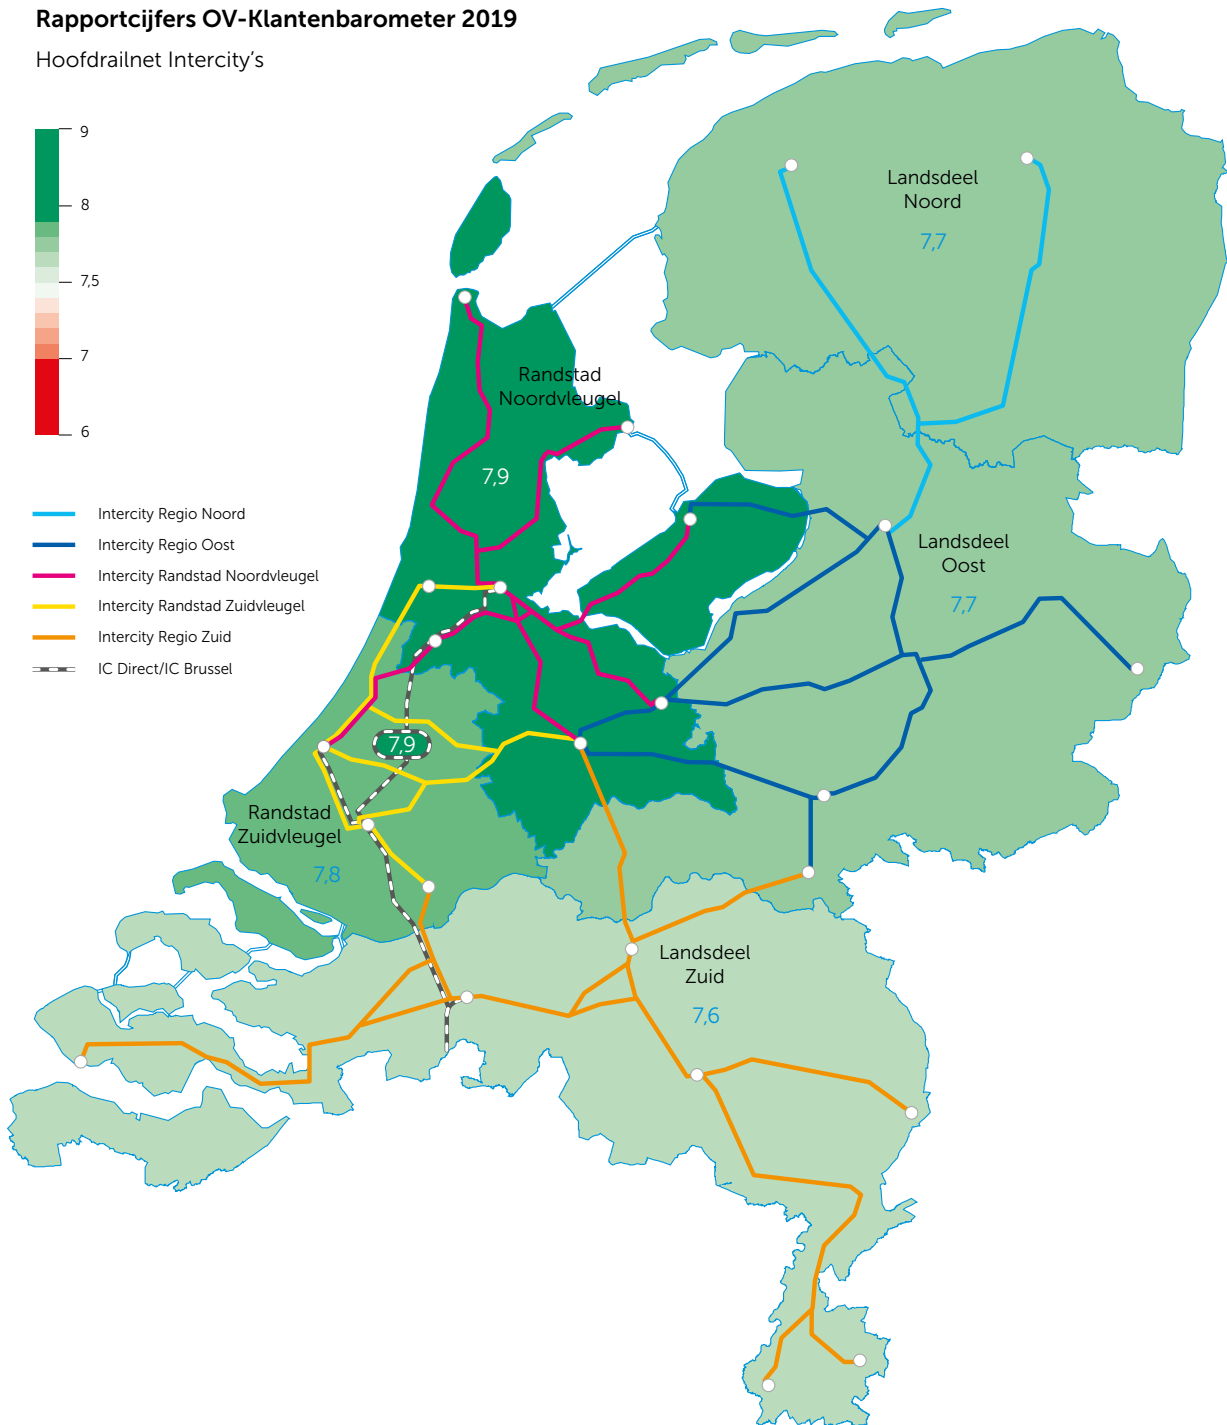 Rapportcijfers OV-Klantenbarometer 2019
Hoofdrailnet Intercity's
9
8
7,5
7
6
Intercity Regio Noord
Intercity Regio Oost
Intercity Randstad Noordvleugel
Intercity Randstad Zuidvleugel
Intercity Regio Zuid
IC Direct/IC Brussel
Landsdeel
Noord
7,7
Randstad
Noordvleugel
7,9
Landsdeel
Oost
7,7
7,9
Randstad
Zuidvleugel
7,8
Landsdeel
Zuid
7,6